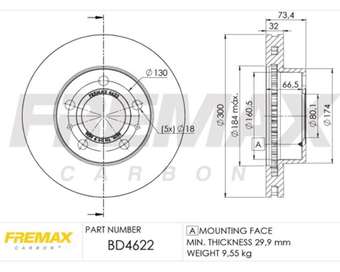 73,4
32
Ø 130
66,5
(5x) Ø 18
Ø 300
Ø 184 máx.
Ø 160,5
Ø 80,1
Ø 174
A
FREMAX
CARBON
FREMAX
CARBON+
PART NUMBER
BD4622
A MOUNTING FACE
MIN. THICKNESS 29,9 mm
WEIGHT 9,55 kg